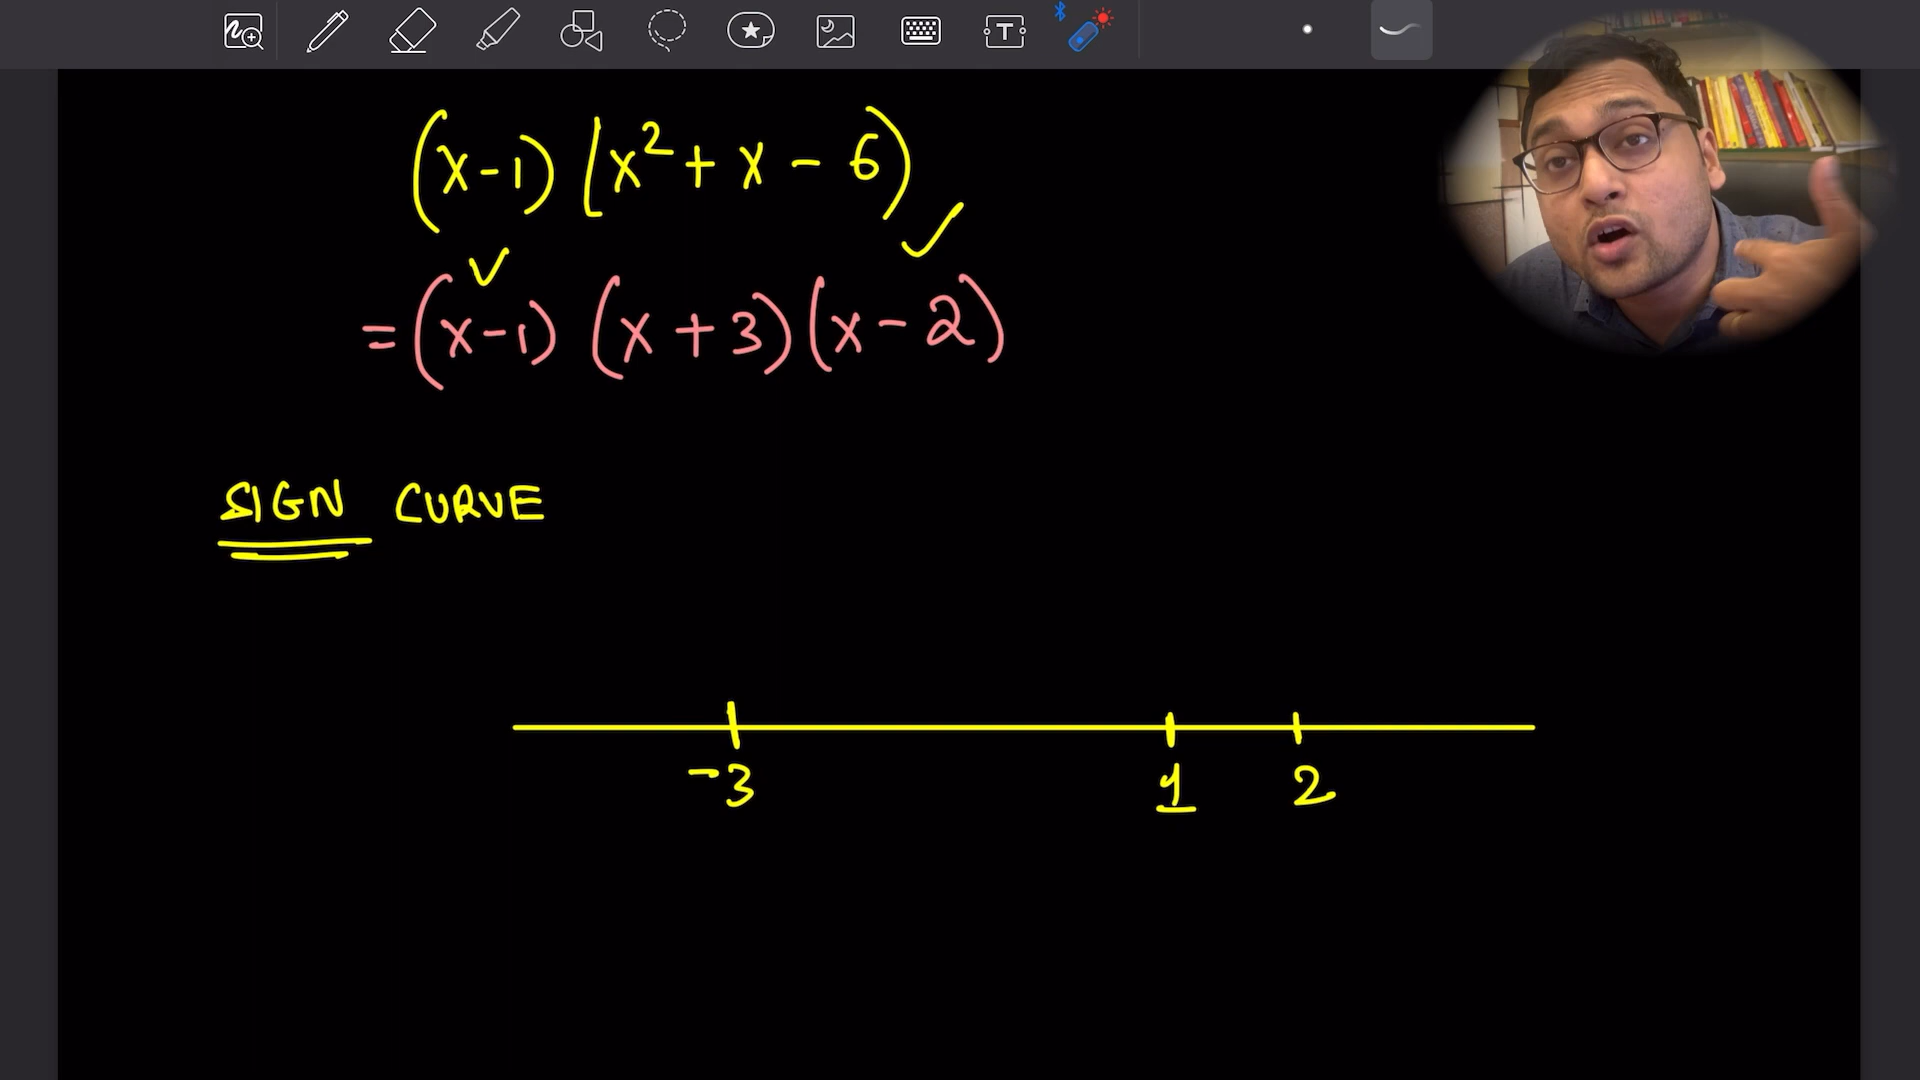 (x-1) (x² + x - 6)
= (x-1) (x + 3) (x - 2)
SIGN CURVE
-3 1 2